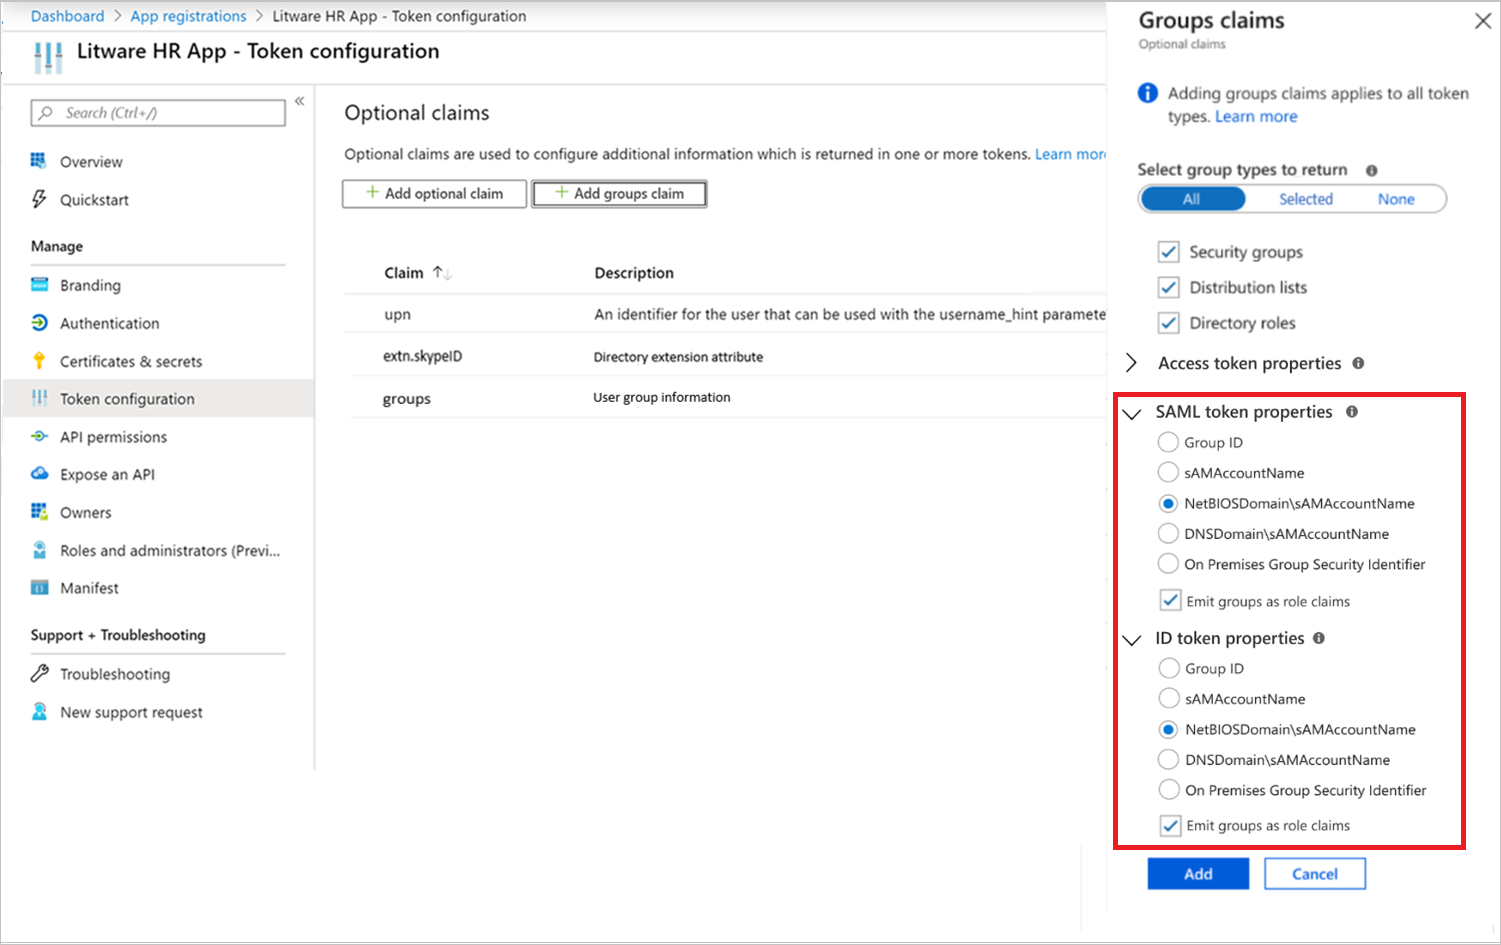 Dashboard > App registrations > Litware HR App - Token configuration
Litware HR App - Token configuration
Search (Ctrl+/)
«
Overview
Quickstart
Manage
Branding
Authentication
Certificates & secrets
Token configuration
API permissions
Expose an API
Owners
Roles and administrators (Previ...
Manifest
Support + Troubleshooting
Troubleshooting
New support request
Optional claims
Optional claims are used to configure additional information which is returned in one or more tokens. Learn mor
+ Add optional claim + Add groups claim
Claim ↑↓ Description
upn An identifier for the user that can be used with the username_hint paramete
extn.skypeID Directory extension attribute
groups User group information
Groups claims
Optional claims
Adding groups claims applies to all token
types. Learn more
Select group types to return
All Selected None
Security groups
Distribution lists
Directory roles
Access token properties
SAML token properties
Group ID
sAMAccountName
NetBIOSDomain\sAMAccountName
DNSDomain\sAMAccountName
On Premises Group Security Identifier
Emit groups as role claims
ID token properties
Group ID
sAMAccountName
NetBIOSDomain\sAMAccountName
DNSDomain\sAMAccountName
On Premises Group Security Identifier
Emit groups as role claims
Add Cancel